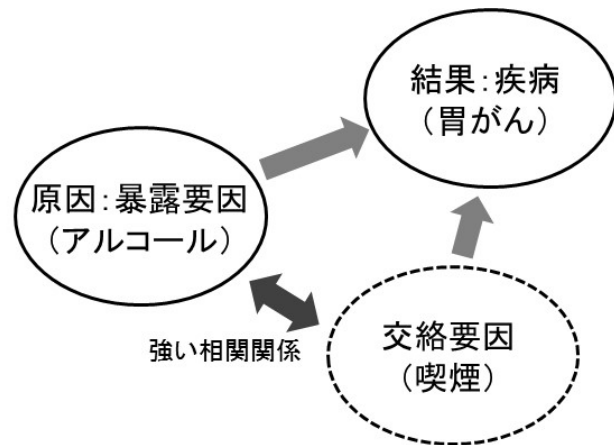 結果：疾病
（胃がん）
原因：暴露要因
（アルコール）
強い相関関係
交絡要因
（喫煙）